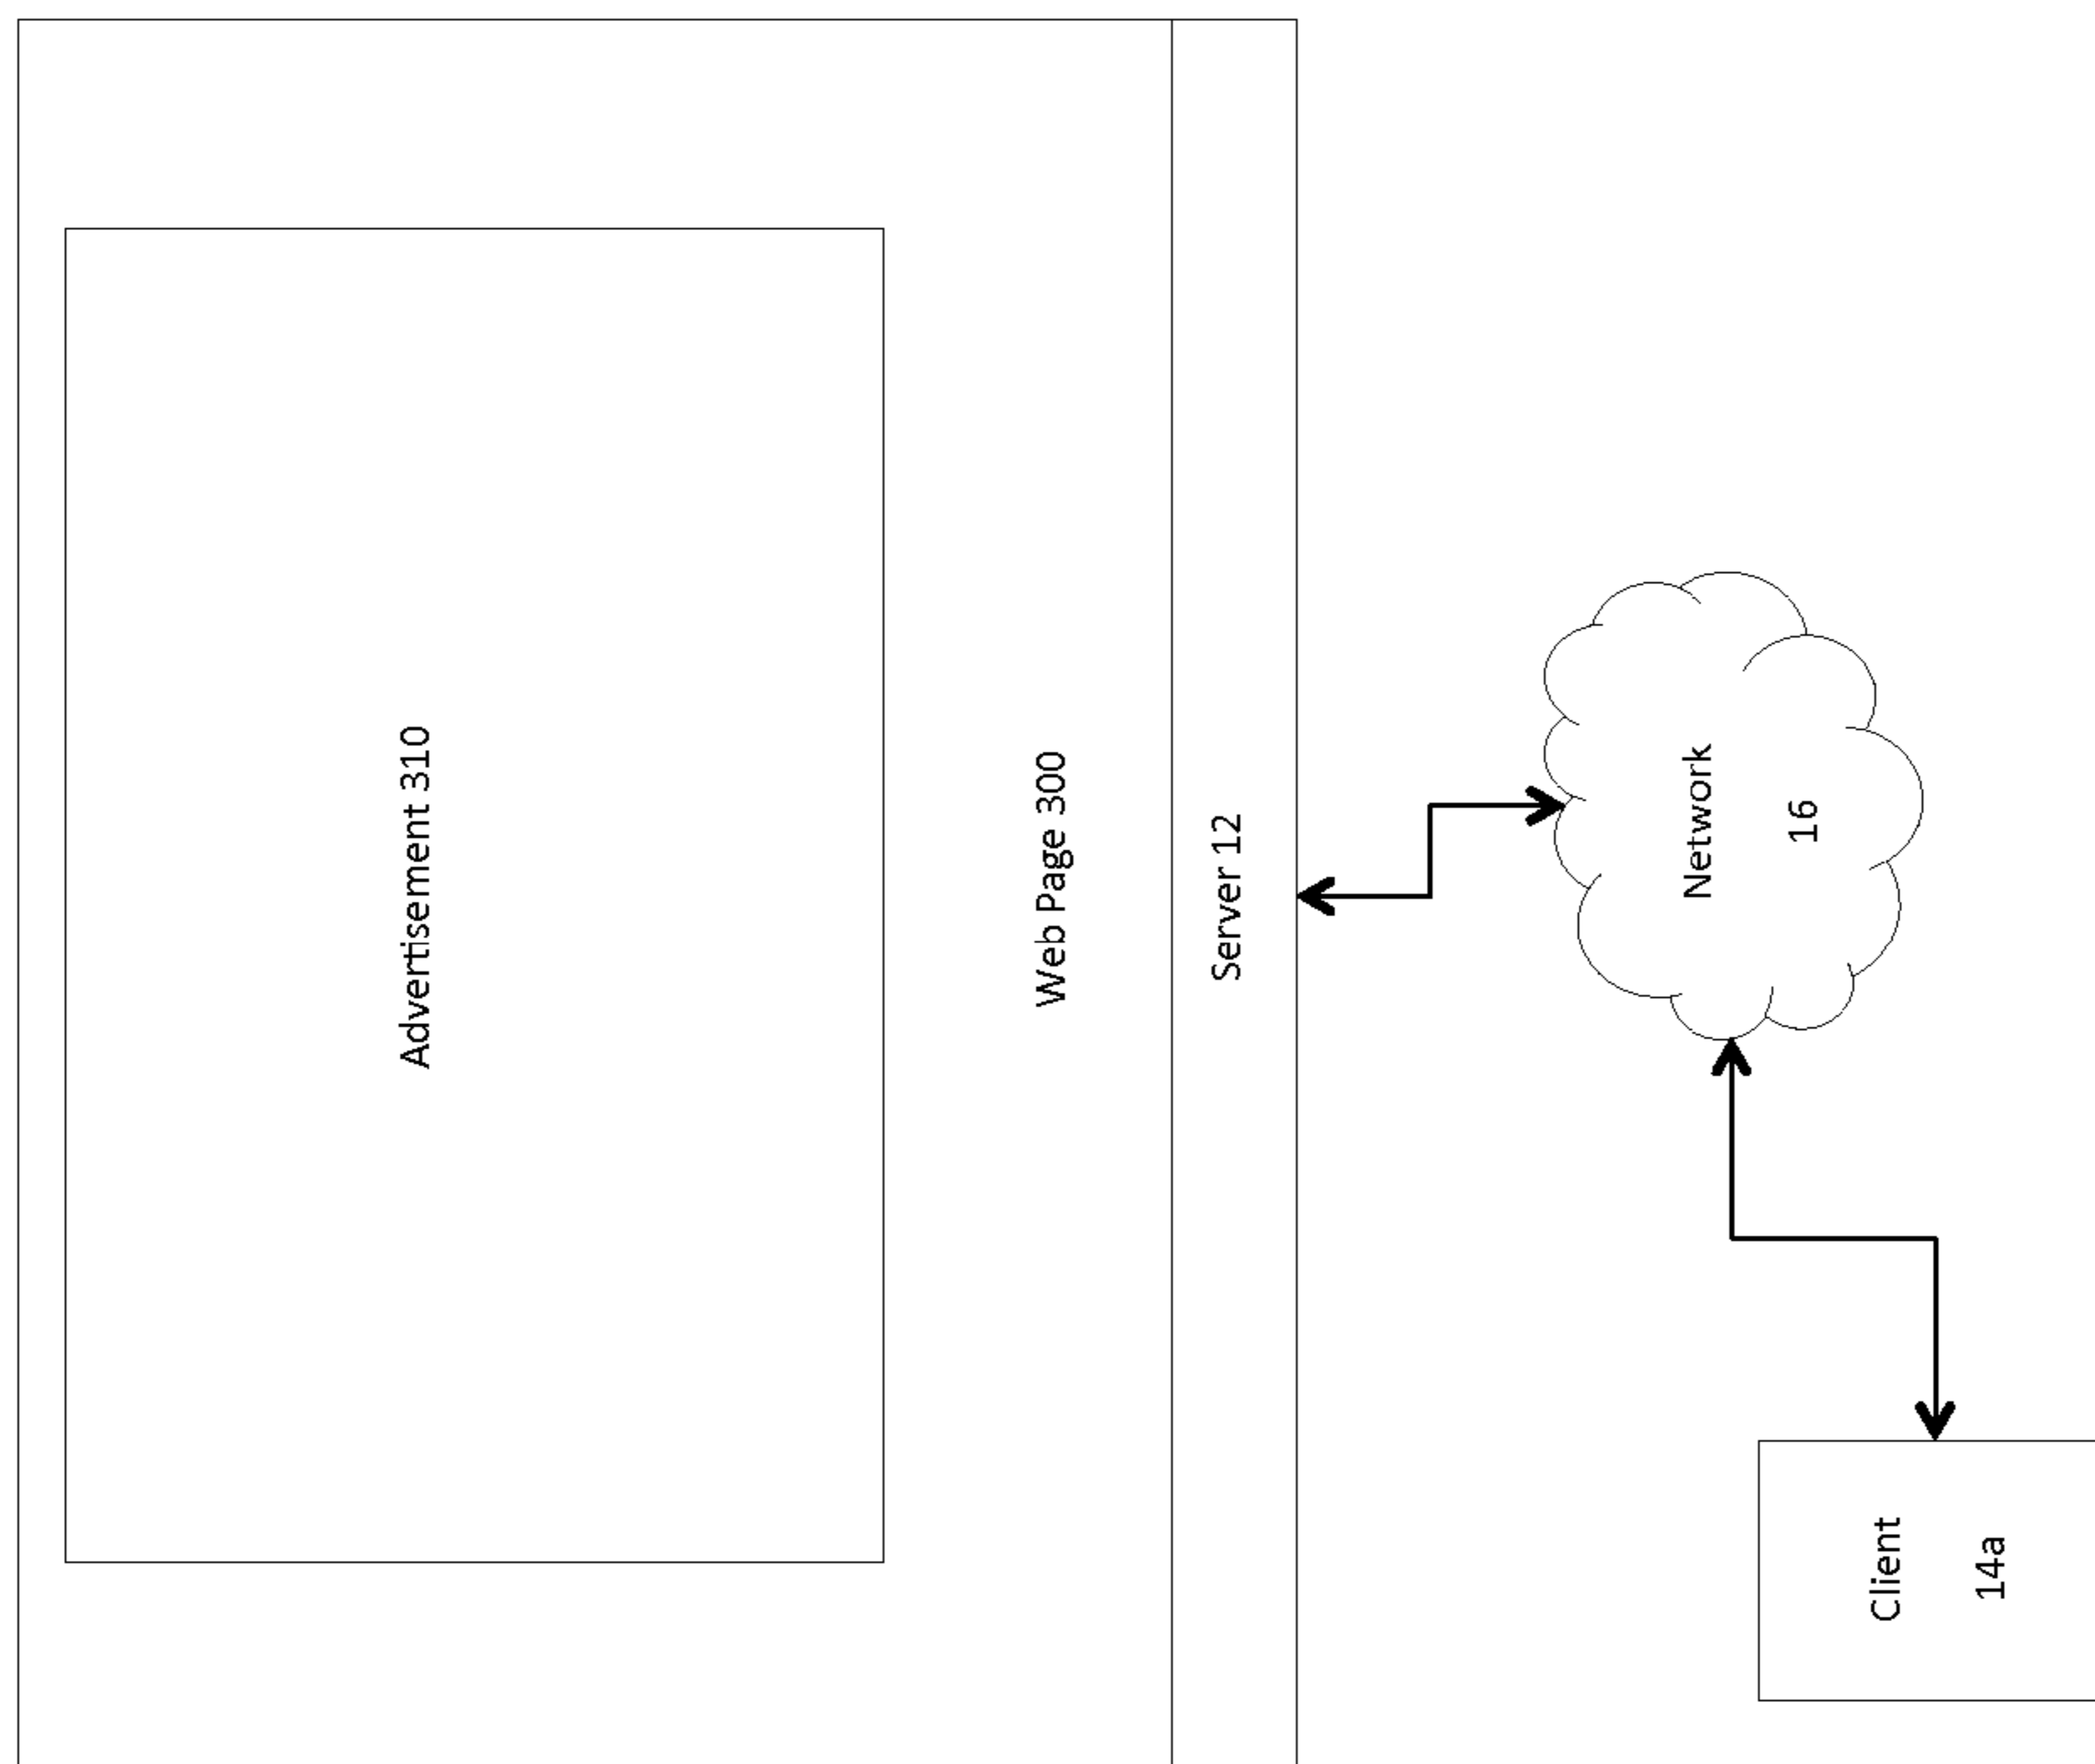 Advertisement 310
Web Page 300
Server 12
Network
16
Client
14a